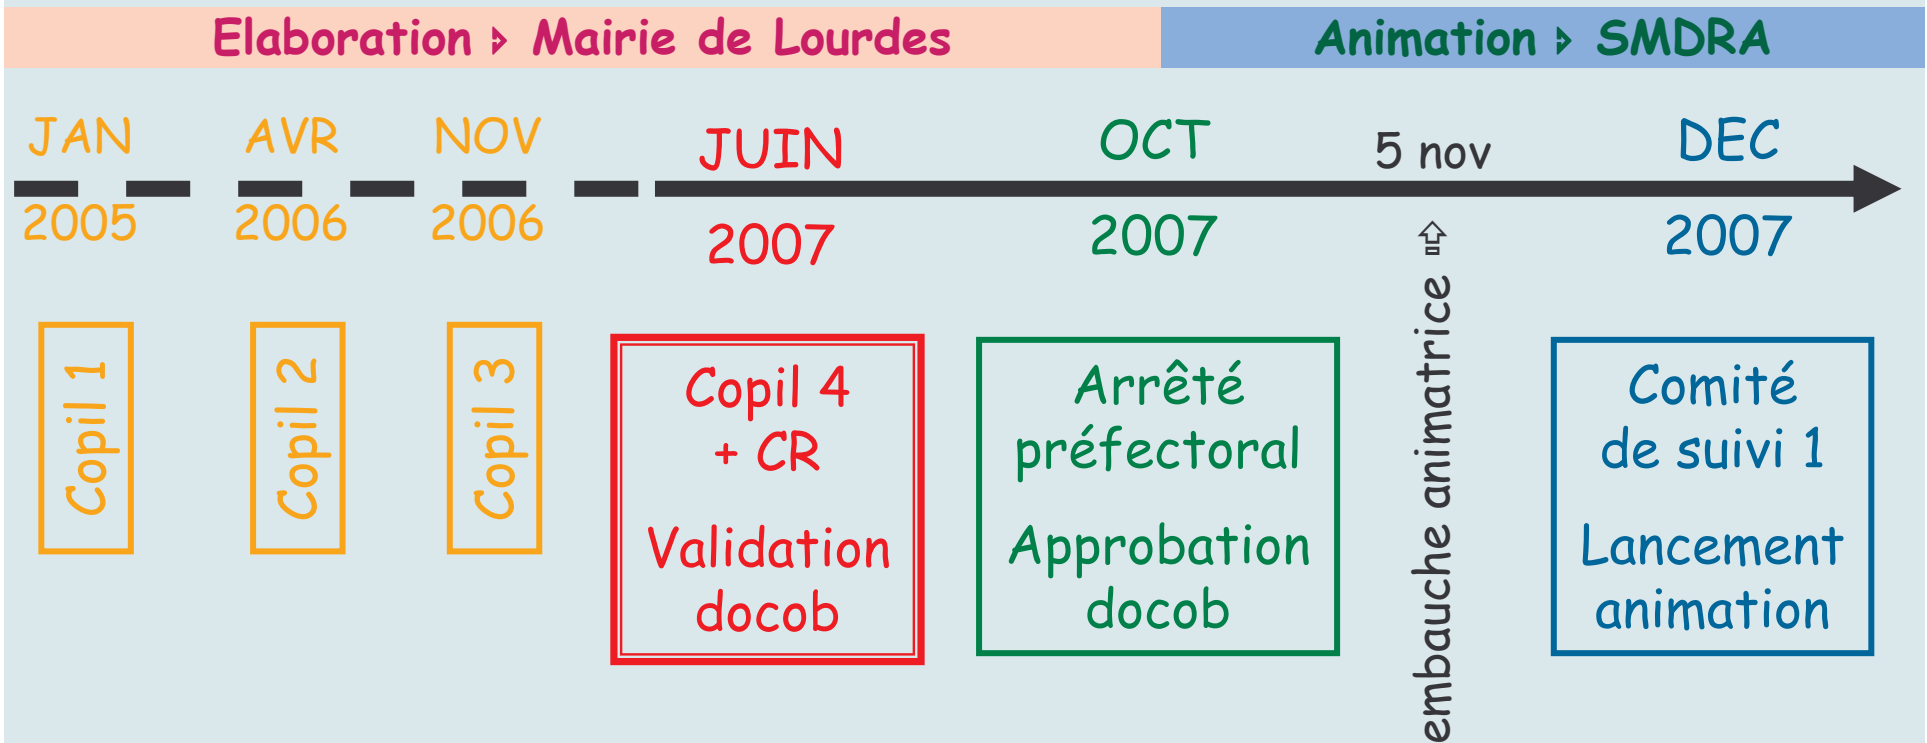 Elaboration ▸ Mairie de Lourdes
Animation ▸ SMDRA
JAN
2005
AVR
2006
NOV
2006
JUIN
2007
OCT
2007
5 nov
DEC
2007
Copil 1
Copil 2
Copil 3
Copil 4
+ CR
Validation
docob
Arrêté
préfectoral
Approbation
docob
embauche animatrice ⇧
Comité
de suivi 1
Lancement
animation